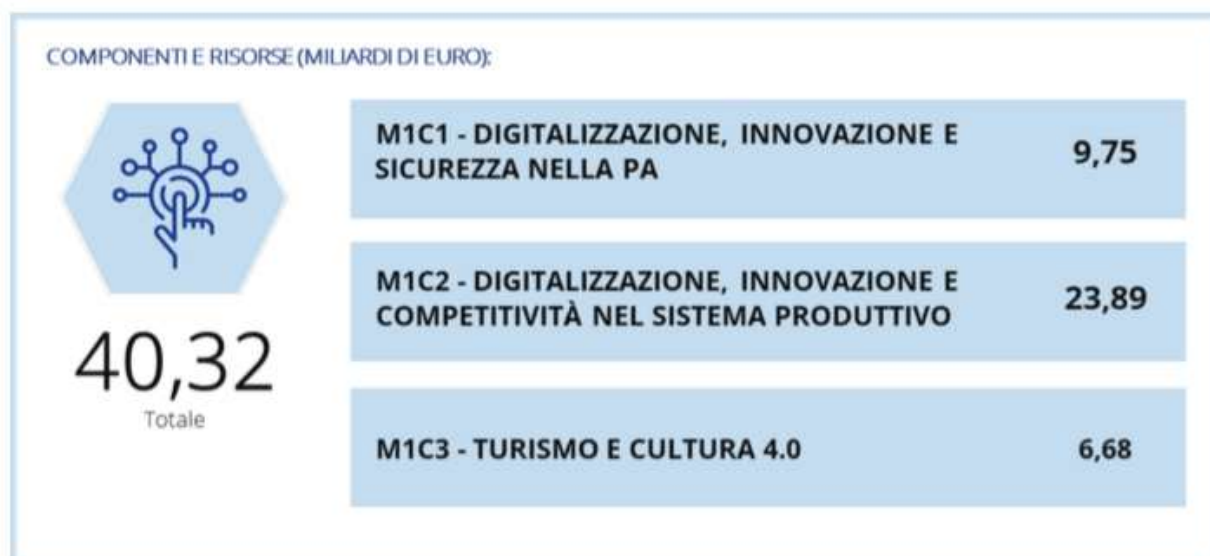 COMPONENTI E RISORSE (MILIARDI DI EURO):
M1C1 - DIGITALIZZAZIONE, INNOVAZIONE E
SICUREZZA NELLA PA
9,75
M1C2 - DIGITALIZZAZIONE, INNOVAZIONE E
COMPETITIVITÀ NEL SISTEMA PRODUTTIVO
23,89
40,32
Totale
M1C3 - TURISMO E CULTURA 4.0
6,68